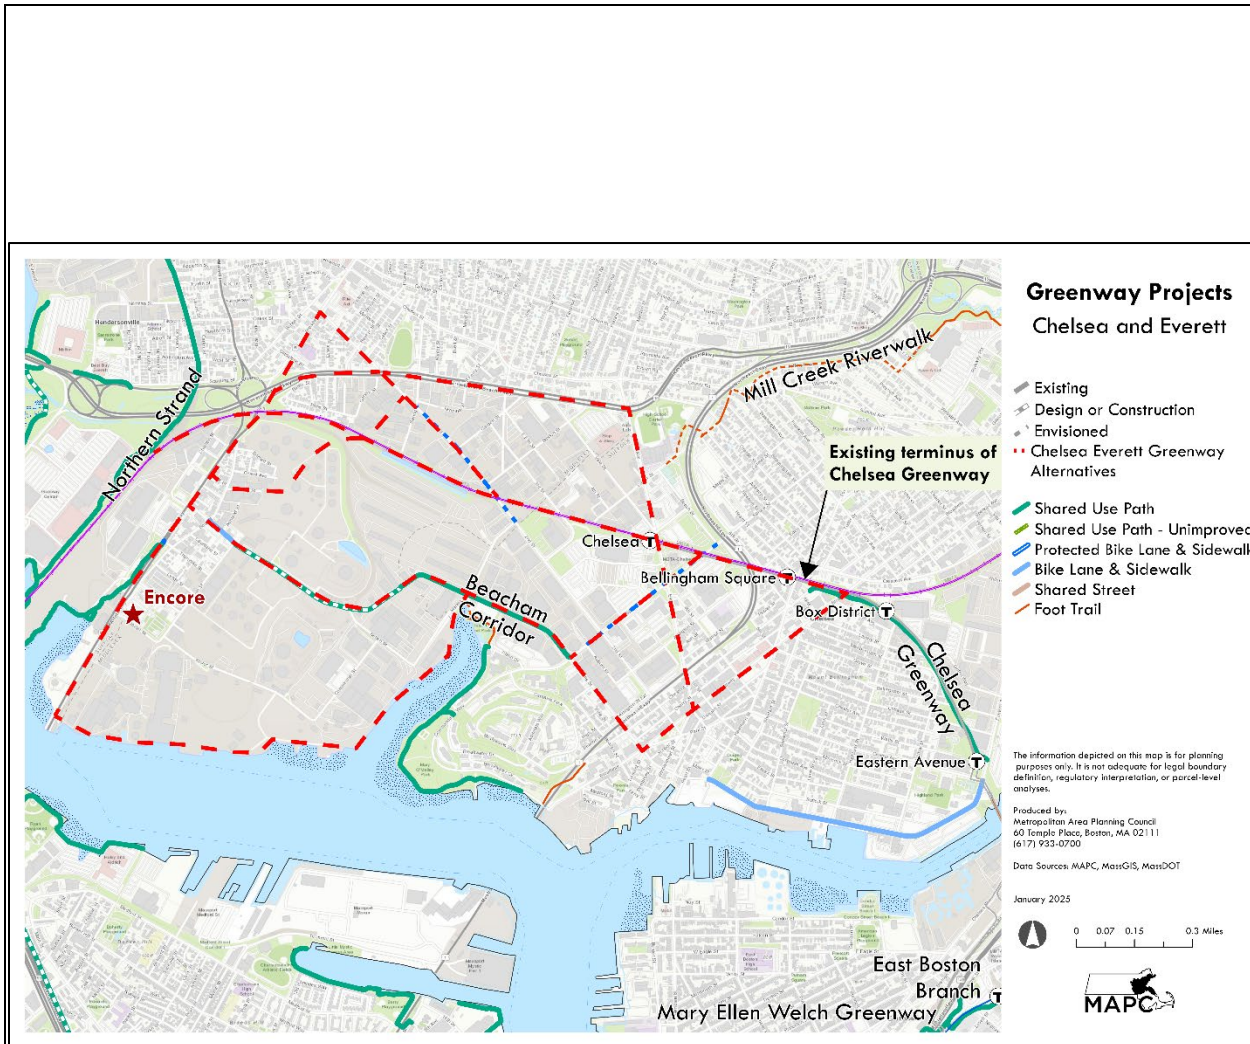 Greenway Projects
Chelsea and Everett
Existing
Design or Construction
Envisioned
Chelsea Everett Greenway
Alternatives
Shared Use Path
Shared Use Path - Unimproved
Protected Bike Lane & Sidewalk
Bike Lane & Sidewalk
Shared Street
Foot Trail
Northern Strand
Mill Creek Riverwalk
Existing terminus of
Chelsea Greenway
Chelsea T
Bellingham Square T
Box District T
Encore
Beacham
Corridor
Chelsea
Greenway
Eastern Avenue T
East Boston
Branch
T
Mary Ellen Welch Greenway
The information depicted on this map is for planning
purposes only. It is not adequate for legal boundary
definition, regulatory interpretation, or parcel-level
analyses.
Produced by:
Metropolitan Area Planning Council
60 Temple Place, Boston, MA 02111
(617) 933-0700
Data Sources: MAPC, MassGIS, MassDOT
January 2025
0 0.07 0.15 0.3 Miles
MAPC